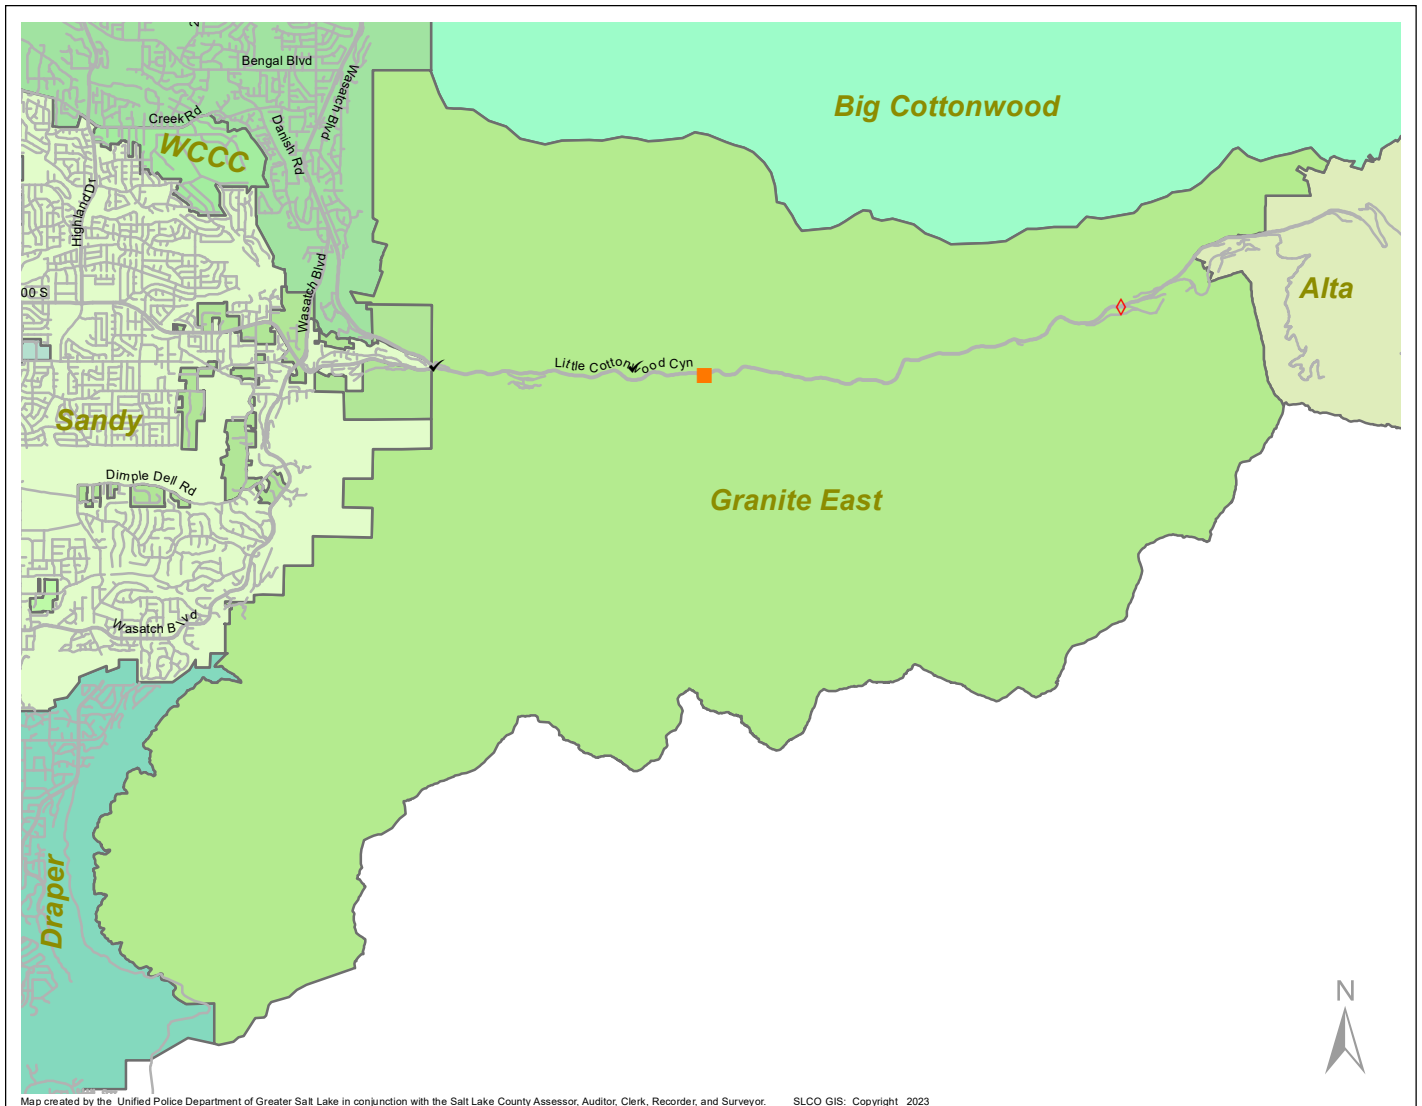 Bengal Blvd
Wasatch Blvd
Big Cottonwood
Creek Rd
Danish Rd
WCCC
Highland Dr
Wasatch Blvd
00 S
Alta
Little Cottonwood Cyn
Sandy
Dimple Dell Rd
Granite East
Wasatch Blvd
Draper
N
Map created by the Unified Police Department of Greater Salt Lake in conjunction with the Salt Lake County Assessor, Auditor, Clerk, Recorder, and Surveyor. SLCO GIS: Copyright 2023